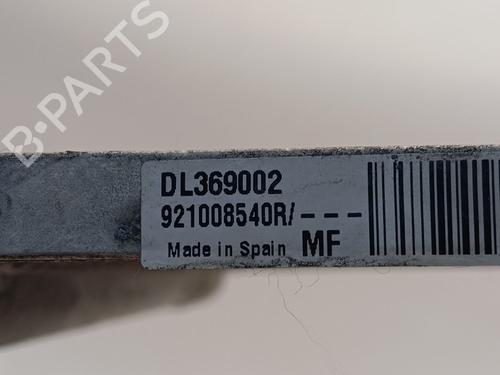 B-PARTS
DL369002
921008540R/---
Made in Spain MF